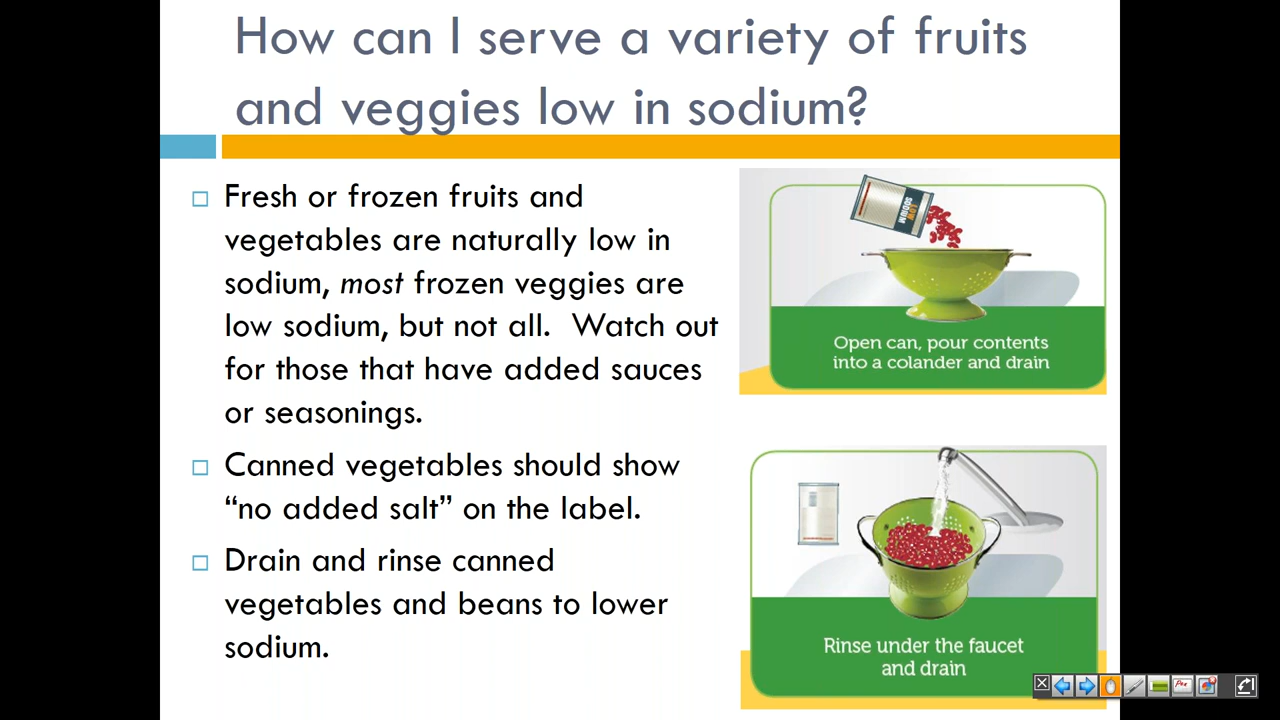 How can I serve a variety of fruits
and veggies low in sodium?
Fresh or frozen fruits and
vegetables are naturally low in
sodium, most frozen veggies are
low sodium, but not all.  Watch out
for those that have added sauces
or seasonings.
Canned vegetables should show
“no added salt” on the label.
Drain and rinse canned
vegetables and beans to lower
sodium.
LOW
SODIUM
Open can, pour contents
into a colander and drain
Rinse under the faucet
and drain